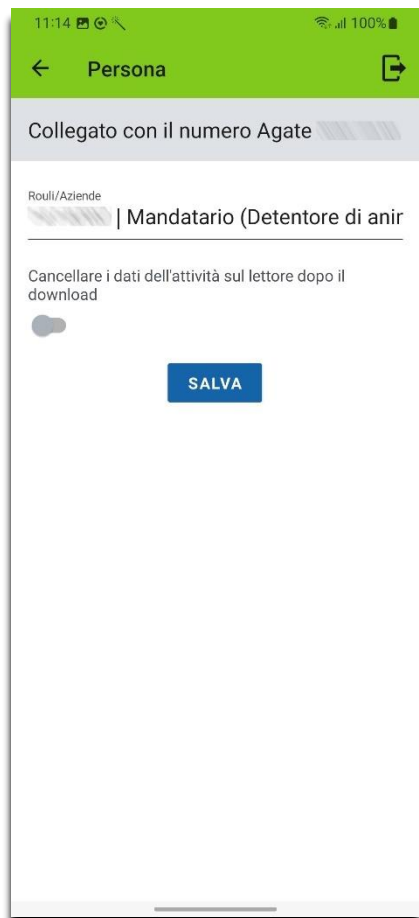 11:14 100%
Persona
Collegato con il numero Agate
Rouli/Aziende
| Mandatario (Detentore di anir
Cancellare i dati dell'attività sul lettore dopo il
download
SALVA